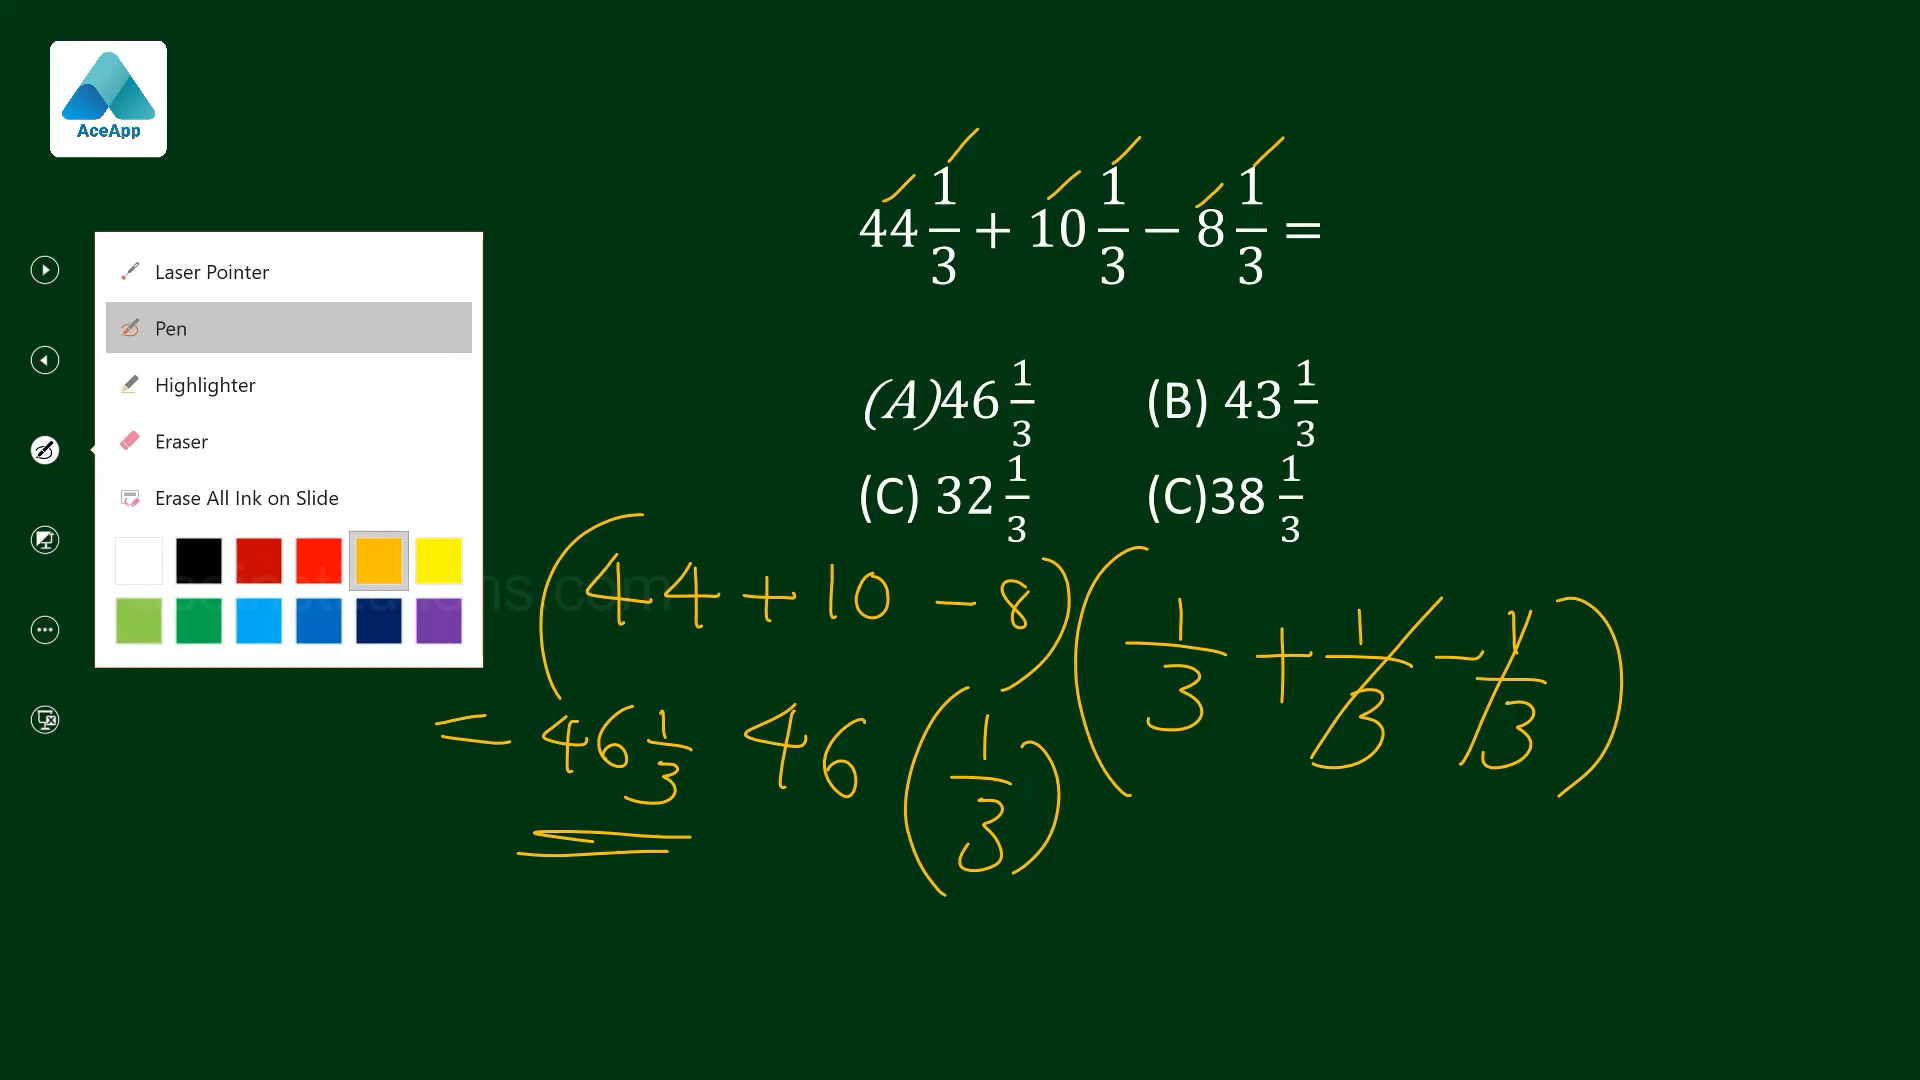 AceApp
44 1/3 + 10 1/3 − 8 1/3 =
Laser Pointer
Pen
Highlighter
Eraser
Erase All Ink on Slide
(A)46 1/3 (B) 43 1/3
(C) 32 1/3 (C)38 1/3
(44 + 10 − 8) (1/3 + 1/3 − 1/3)
= 46 1/3 46 (1/3)